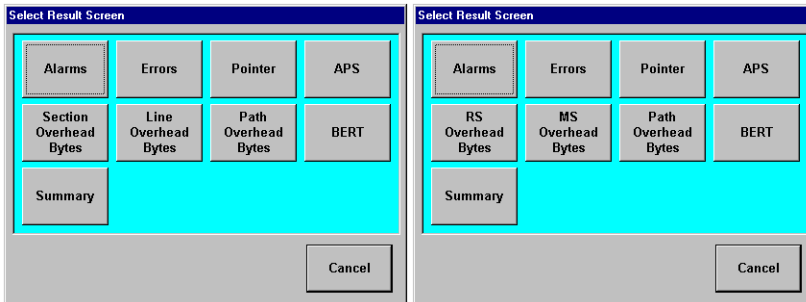 Select Result Screen
Alarms
Errors
Pointer
APS
Section
Overhead
Bytes
Line
Overhead
Bytes
Path
Overhead
Bytes
BERT
Summary
Cancel
Select Result Screen
Alarms
Errors
Pointer
APS
RS
Overhead
Bytes
MS
Overhead
Bytes
Path
Overhead
Bytes
BERT
Summary
Cancel